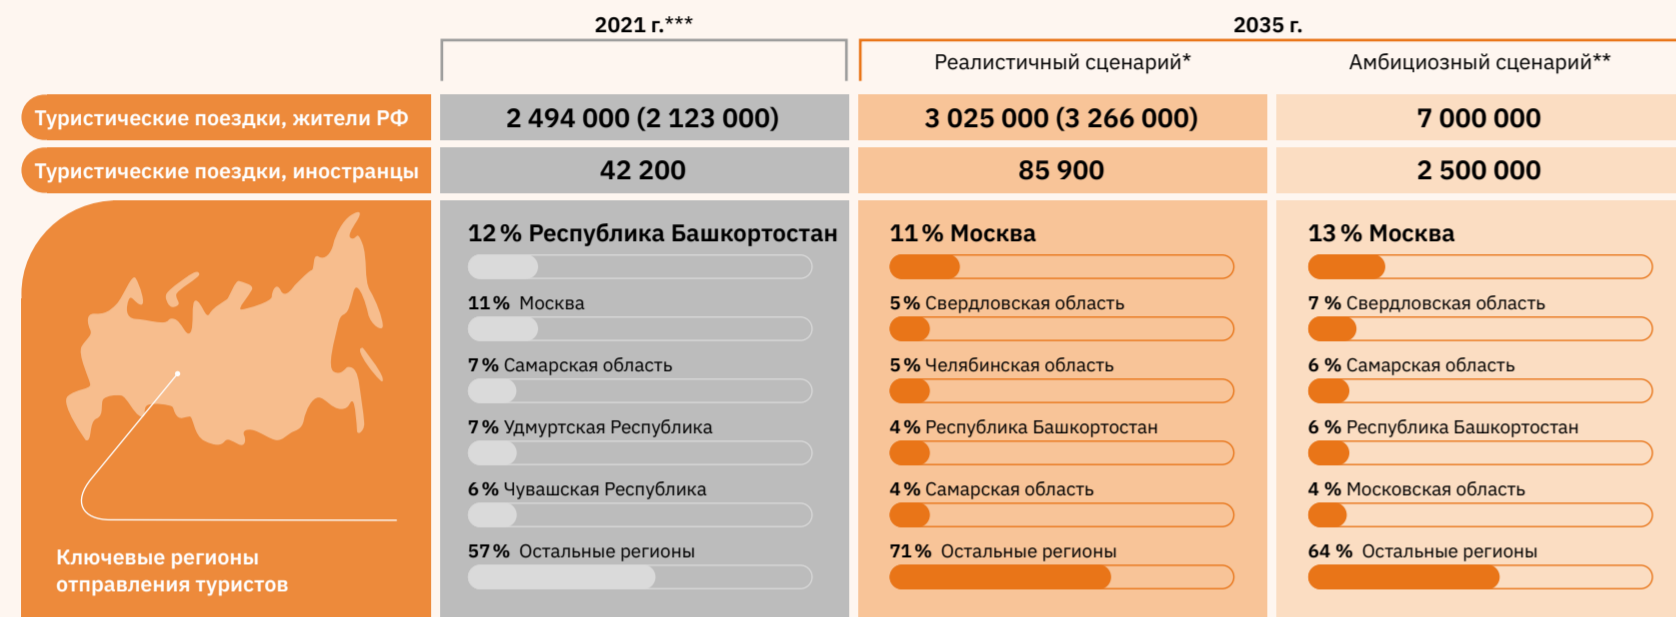 2021 г.***
2035 г.
Реалистичный сценарий*
Амбициозный сценарий**
Туристические поездки, жители РФ
2 494 000 (2 123 000)
3 025 000 (3 266 000)
7 000 000
Туристические поездки, иностранцы
42 200
85 900
2 500 000
Ключевые регионы
отправления туристов
12 % Республика Башкортостан
11 % Москва
7 % Самарская область
7 % Удмуртская Республика
6 % Чувашская Республика
57 % Остальные регионы
11 % Москва
5 % Свердловская область
5 % Челябинская область
4 % Республика Башкортостан
4 % Самарская область
71 % Остальные регионы
13 % Москва
7 % Свердловская область
6 % Самарская область
6 % Республика Башкортостан
4 % Московская область
64 % Остальные регионы